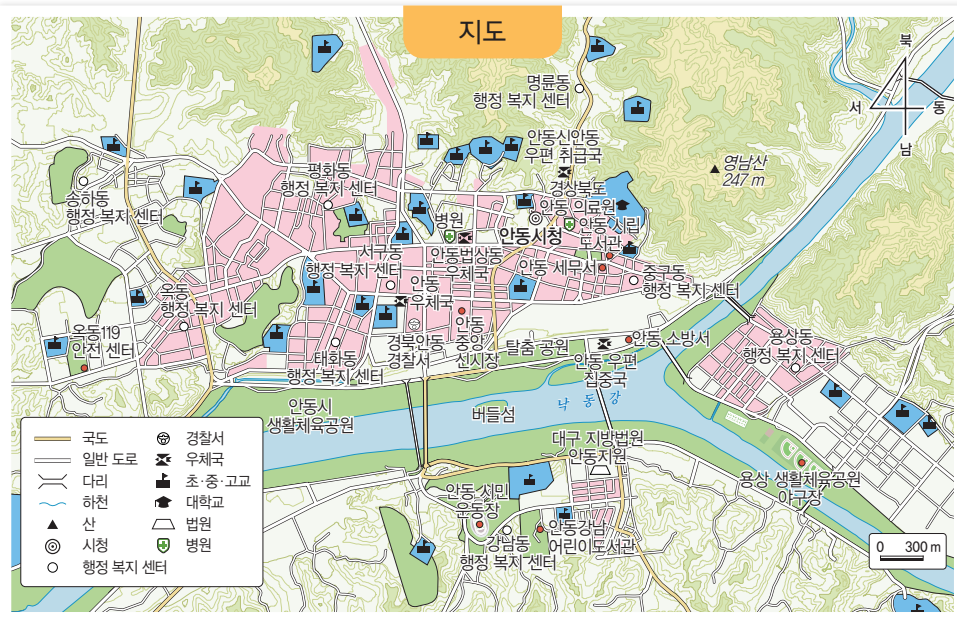 지도
북
서
동
남
명륜동
행정 복지 센터
안동신안동
우편 취급국
영남산
247 m
평화동
행정 복지 센터
송하동
행정 복지 센터
경상북도
안동 의료원
병원
안동시청
안동 시립
도서관
서구동
행정 복지 센터
안동법상동
우체국
안동 세무서
중구동
행정 복지 센터
안동
우체국
옥동
행정 복지 센터
옥동119
안전 센터
태화동
행정 복지 센터
경북안동
경찰서
안동
중앙
신시장
탈춤 공원
안동 소방서
안동 우편
집중국
용상동
행정 복지 센터
안동시
생활체육공원
버들섬
낙동강
대구 지방법원
안동지원
용상 생활체육공원
야구장
안동 시민
운동장
강남동
행정 복지 센터
안동강남
어린이도서관
국도
일반 도로
다리
하천
산
시청
행정 복지 센터
경찰서
우체국
초·중·고교
대학교
법원
병원
0 300 m